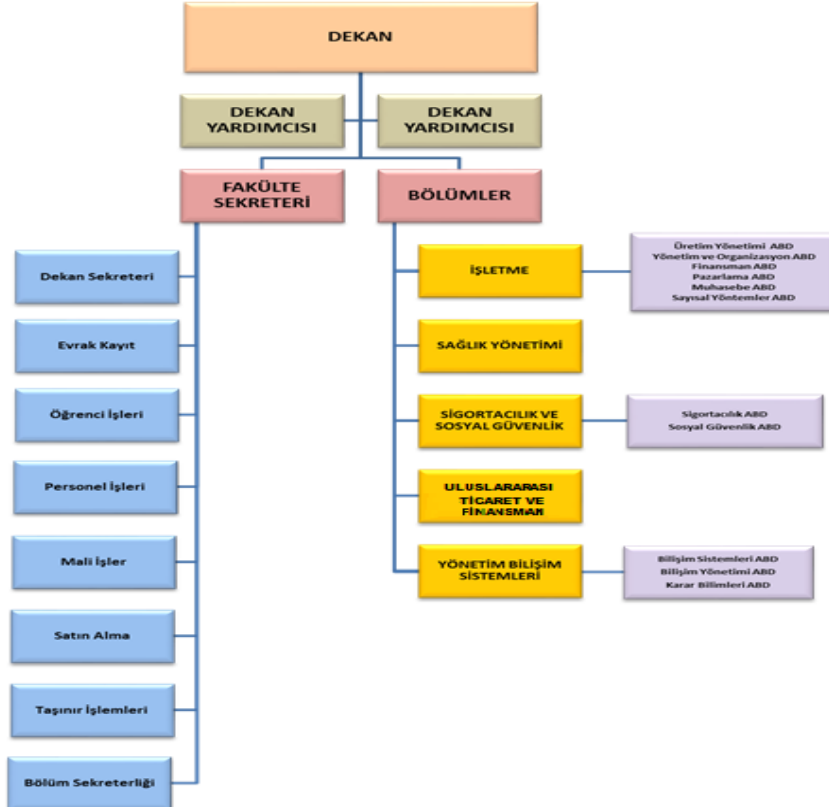 DEKAN
DEKAN
YARDIMCISI
DEKAN
YARDIMCISI
FAKÜLTE
SEKRETERİ
BÖLÜMLER
Dekan Sekreteri
Evrak Kayıt
Öğrenci İşleri
Personel İşleri
Mali İşler
Satın Alma
Taşınır İşlemleri
Bölüm Sekreterliği
İŞLETME
Üretim Yönetimi ABD
Yönetim ve Organizasyon ABD
Finansman ABD
Pazarlama ABD
Muhasebe ABD
Sayısal Yöntemler ABD
SAĞLIK YÖNETİMİ
SİGORTACILIK VE
SOSYAL GÜVENLİK
Sigortacılık ABD
Sosyal Güvenlik ABD
ULUSLARARASI
TİCARET VE
FİNANSMAN
YÖNETİM BİLİŞİM
SİSTEMLERİ
Bilişim Sistemleri ABD
Bilişim Yönetimi ABD
Karar Bilimleri ABD